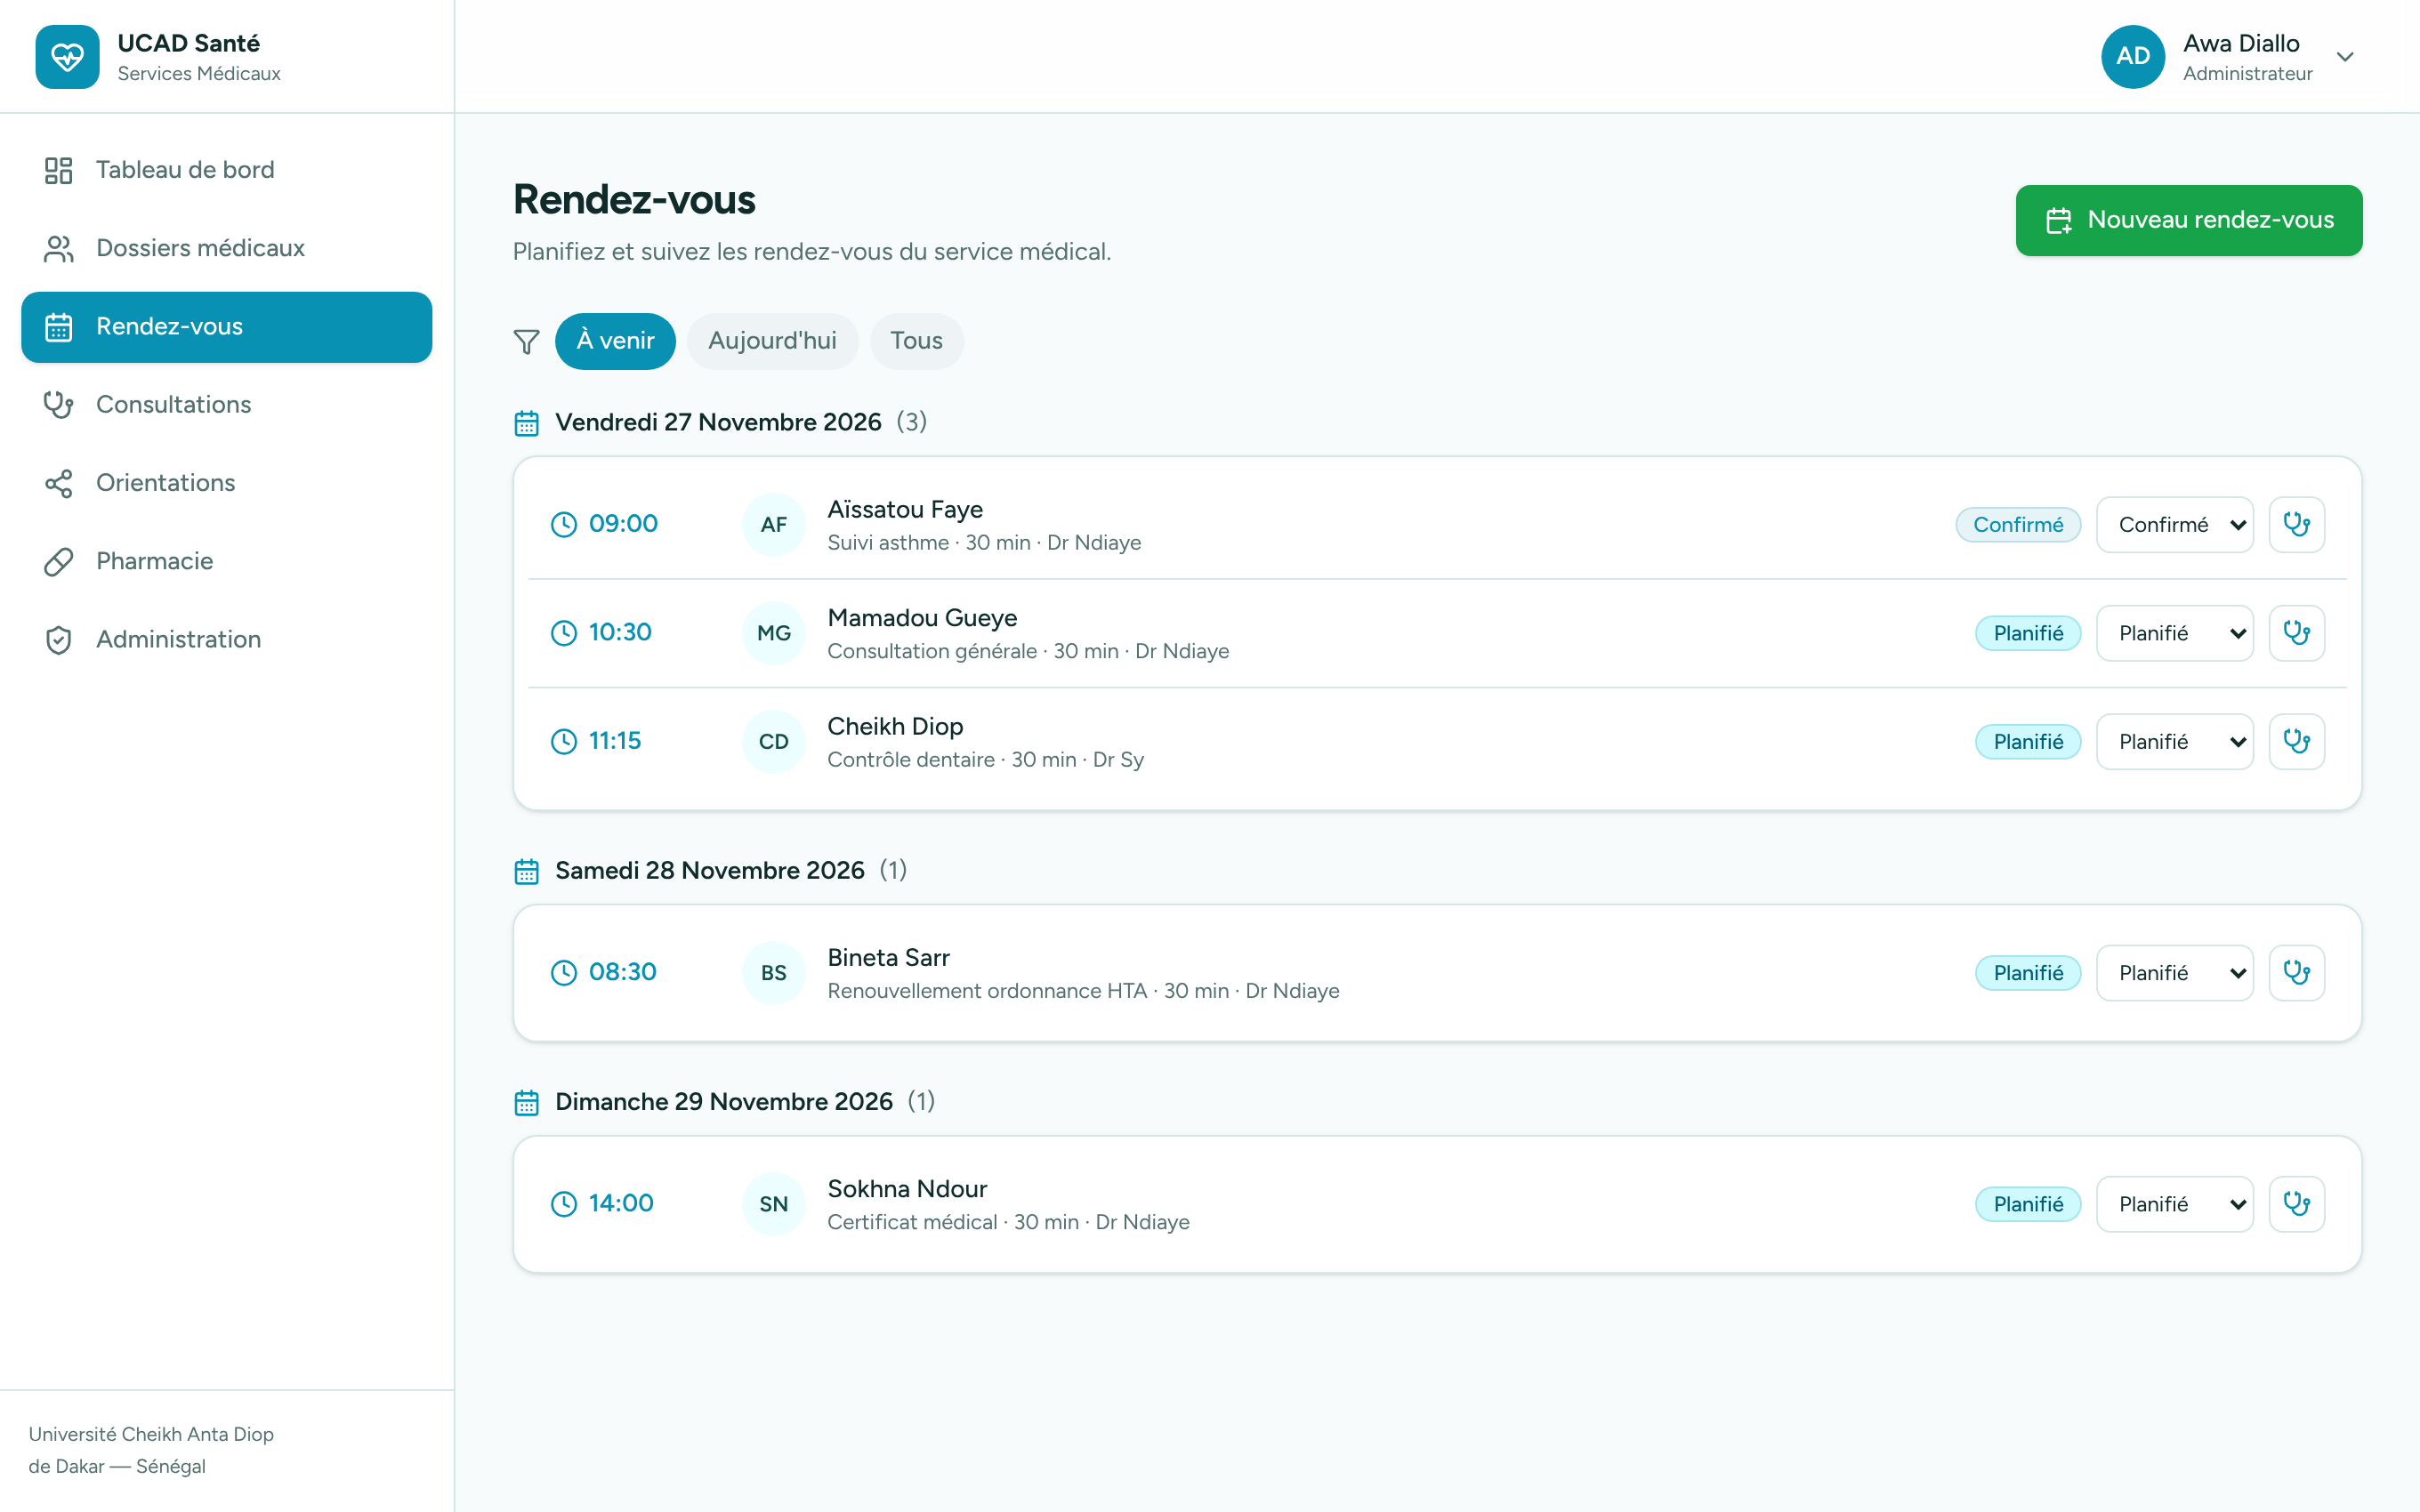 UCAD Santé
Services Médicaux
AD
Awa Diallo
Administrateur
Tableau de bord
Dossiers médicaux
Rendez-vous
Consultations
Orientations
Pharmacie
Administration
Université Cheikh Anta Diop
de Dakar — Sénégal
Rendez-vous
Planifiez et suivez les rendez-vous du service médical.
Nouveau rendez-vous
À venir
Aujourd'hui
Tous
Vendredi 27 Novembre 2026 (3)
09:00
AF
Aïssatou Faye
Suivi asthme · 30 min · Dr Ndiaye
Confirmé
Confirmé
10:30
MG
Mamadou Gueye
Consultation générale · 30 min · Dr Ndiaye
Planifié
Planifié
11:15
CD
Cheikh Diop
Contrôle dentaire · 30 min · Dr Sy
Planifié
Planifié
Samedi 28 Novembre 2026 (1)
08:30
BS
Bineta Sarr
Renouvellement ordonnance HTA · 30 min · Dr Ndiaye
Planifié
Planifié
Dimanche 29 Novembre 2026 (1)
14:00
SN
Sokhna Ndour
Certificat médical · 30 min · Dr Ndiaye
Planifié
Planifié